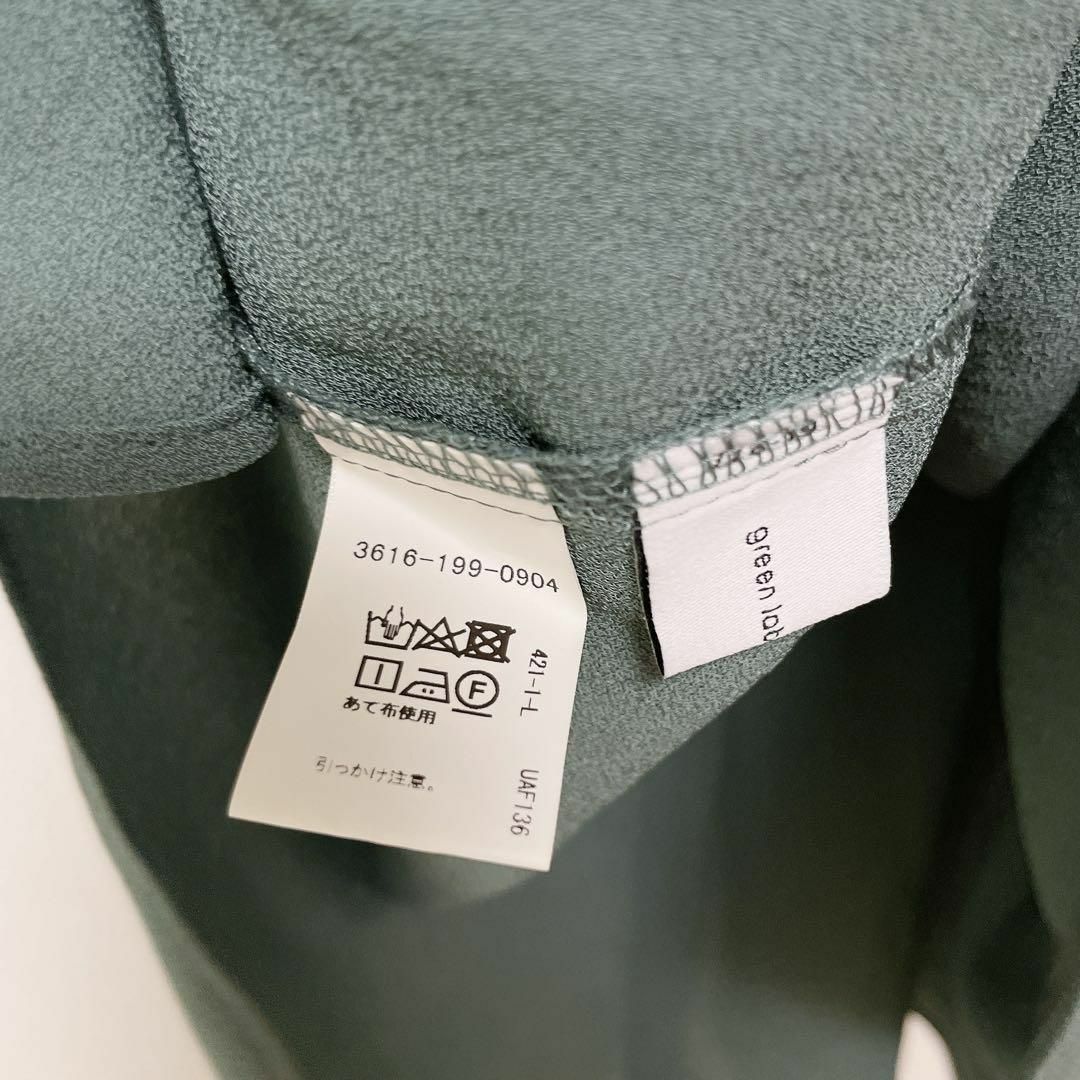 3616-199-0904
F
あて布使用
引っかけ注意。
421-1-L
UAF136
green lab